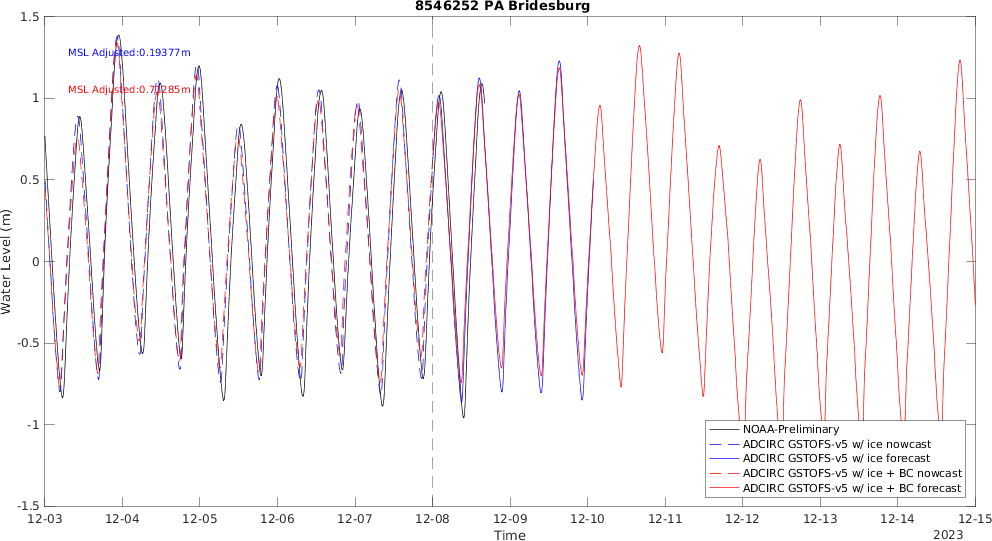 8546252 PA Bridesburg
1.5
1
0.5
0
-0.5
-1
-1.5
Water Level (m)
MSL Adjusted:0.19377m
MSL Adjusted:0.77285m
NOAA-Preliminary
ADCIRC GSTOFS-v5 w/ ice nowcast
ADCIRC GSTOFS-v5 w/ ice forecast
ADCIRC GSTOFS-v5 w/ ice + BC nowcast
ADCIRC GSTOFS-v5 w/ ice + BC forecast
12-03 12-04 12-05 12-06 12-07 12-08 12-09 12-10 12-11 12-12 12-13 12-14 12-15
Time
2023